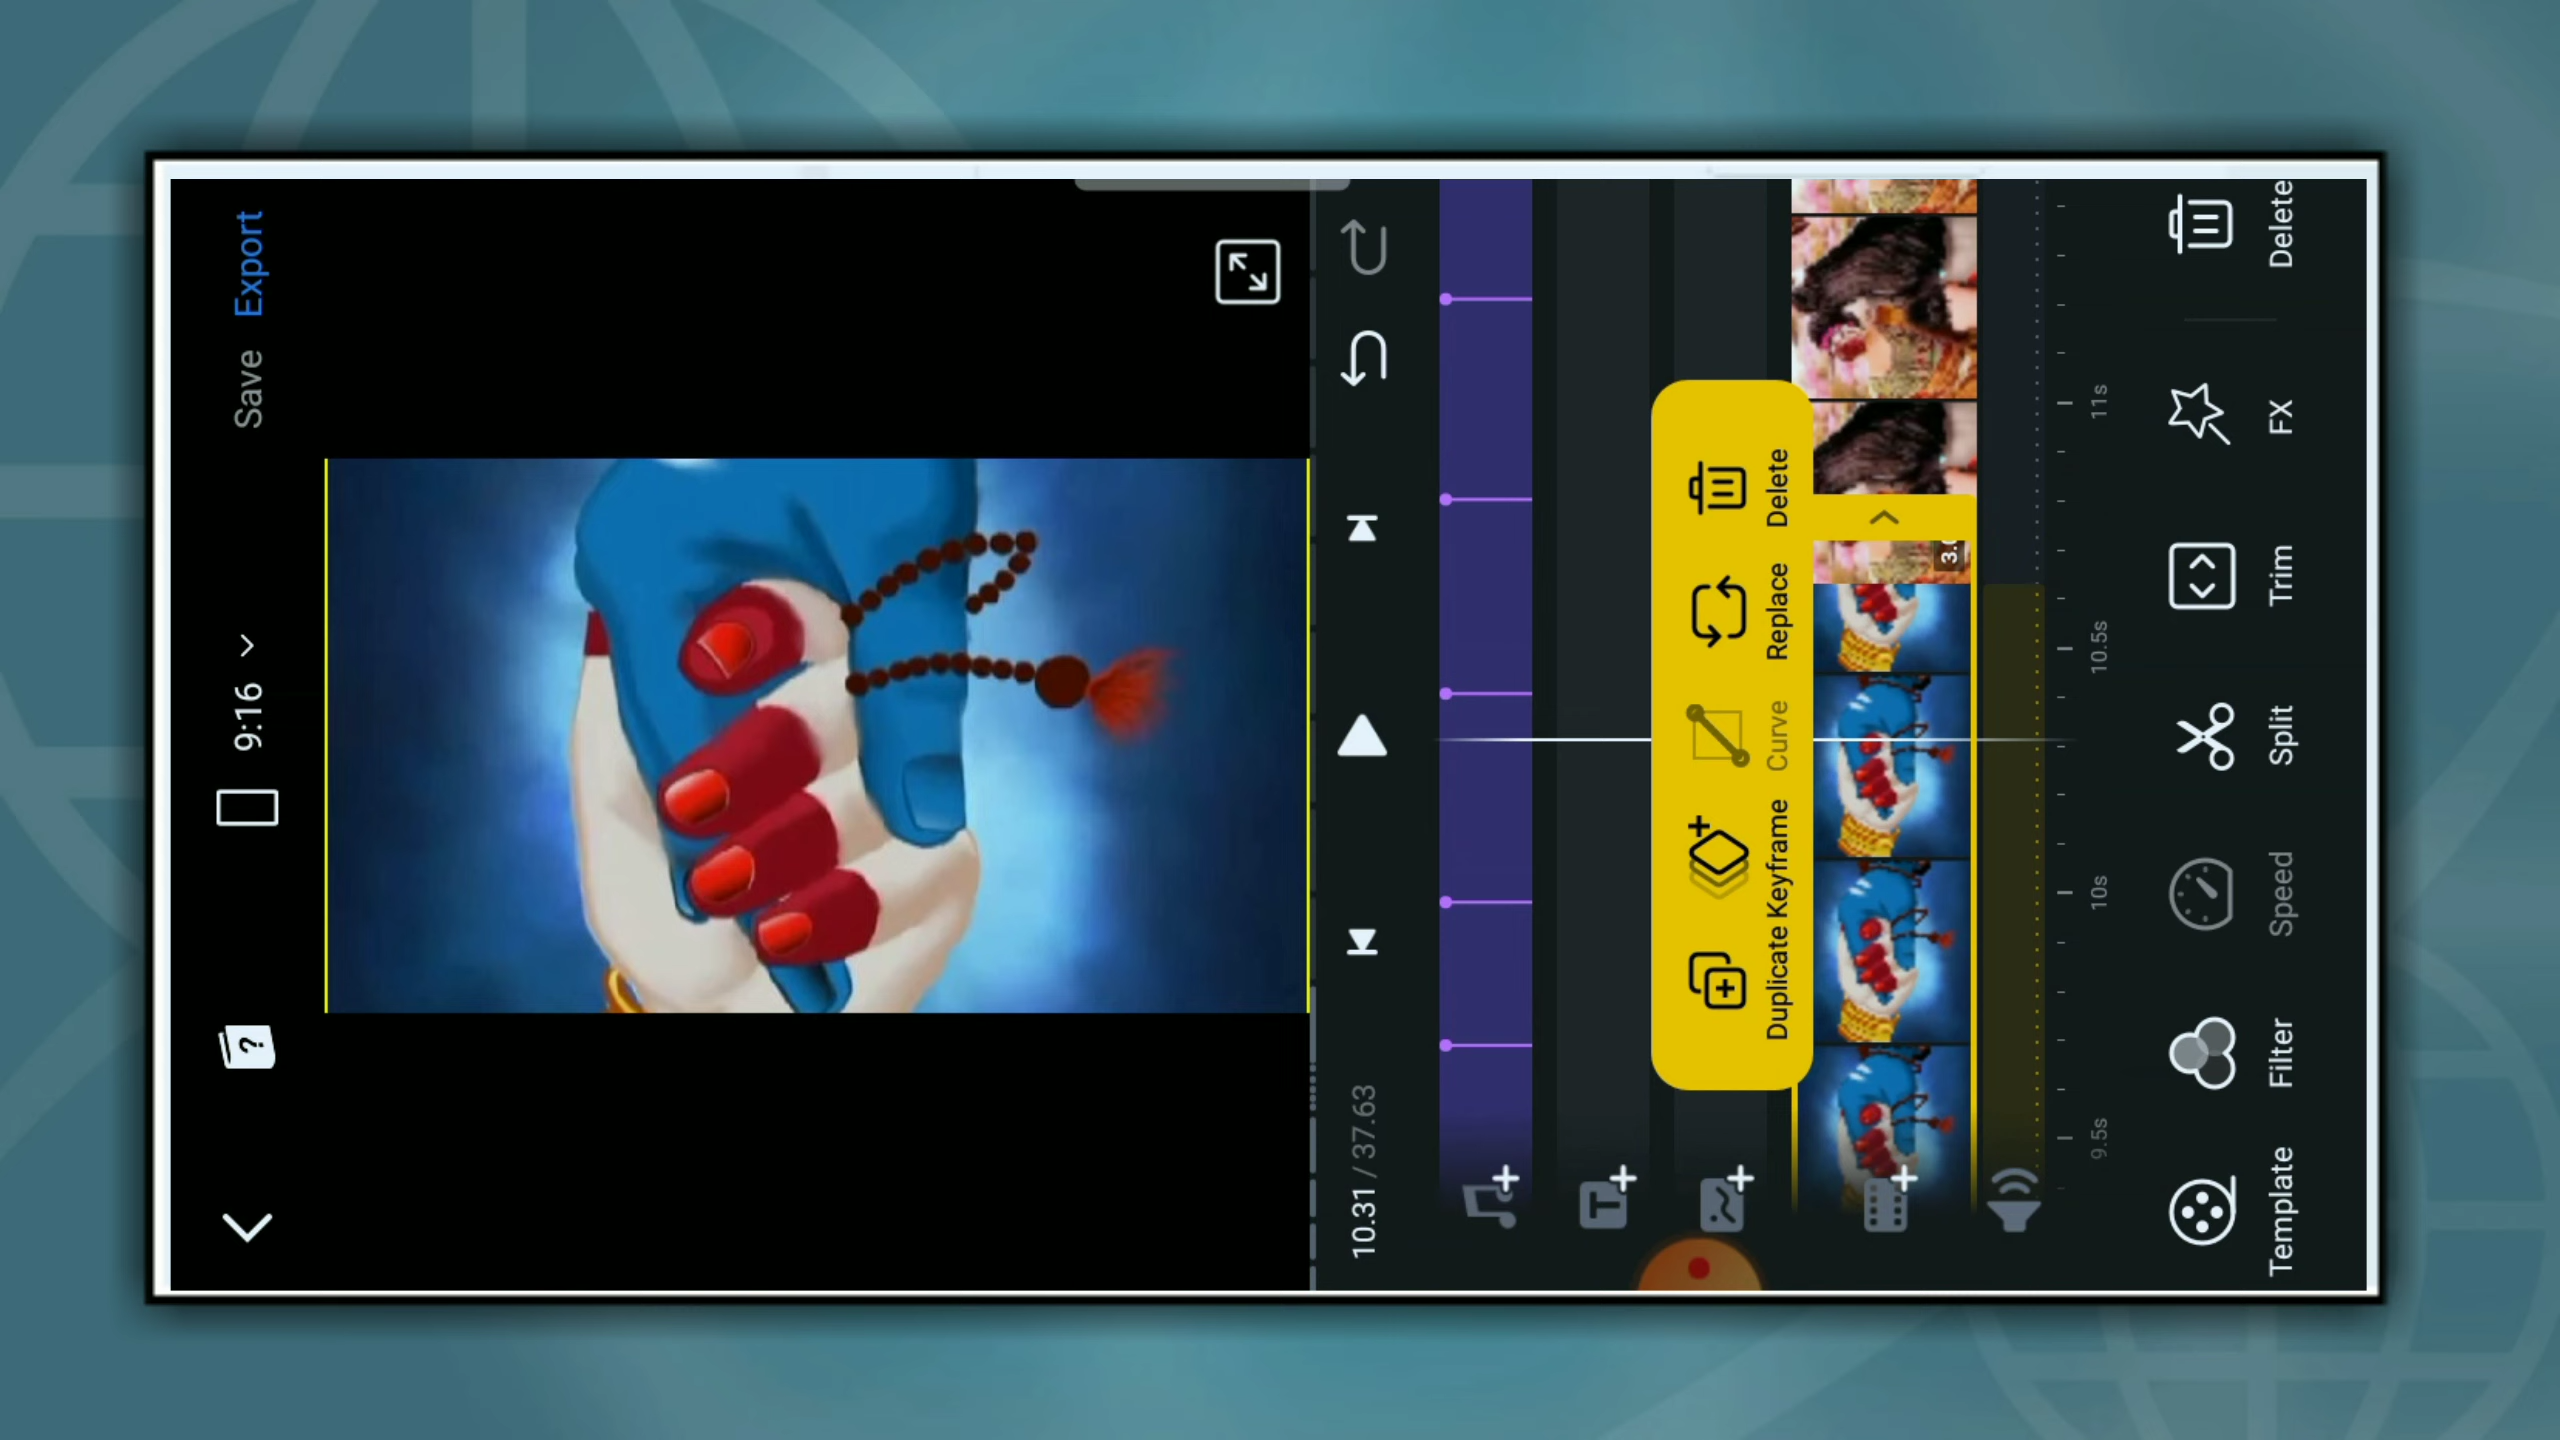 9:16
Save
Export
10.31 / 37.63
Duplicate
Keyframe
Curve
Replace
Delete
3.
9.5s
10s
10.5s
11s
Template
Filter
Speed
Split
Trim
FX
Delete